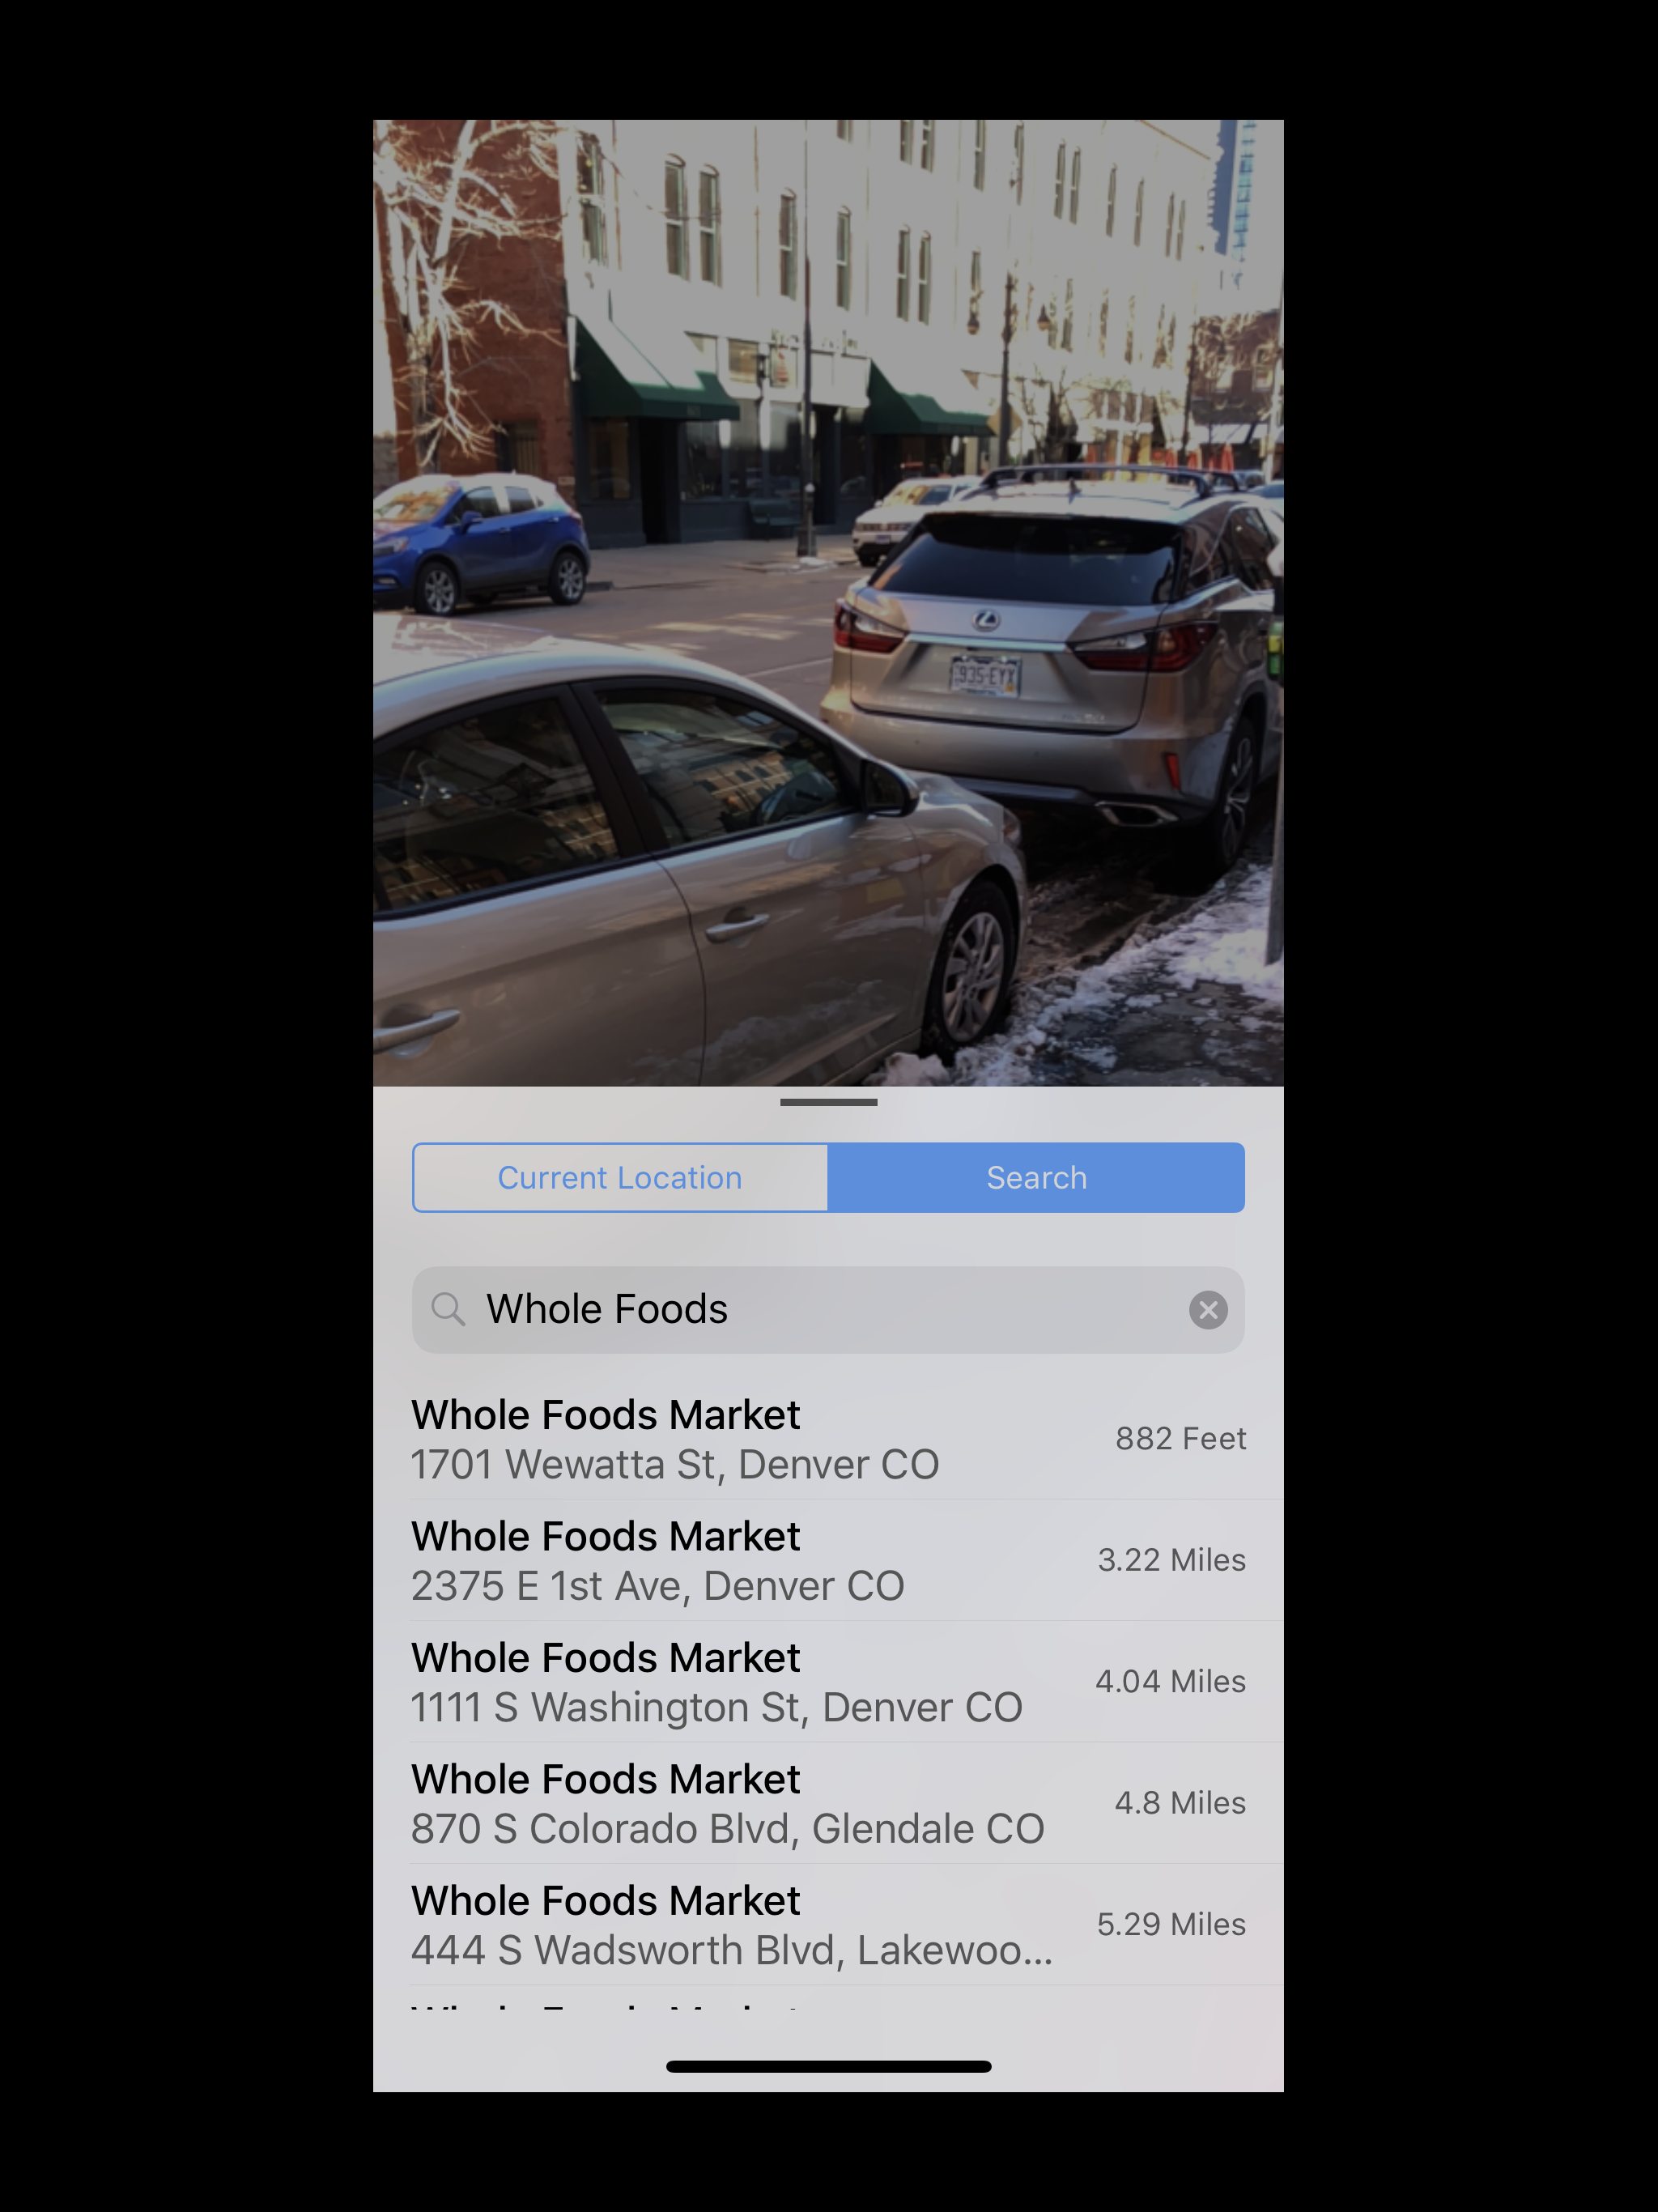 935-EYX
Current Location
Search
Whole Foods
Whole Foods Market
882 Feet
1701 Wewatta St, Denver CO
Whole Foods Market
3.22 Miles
2375 E 1st Ave, Denver CO
Whole Foods Market
4.04 Miles
1111 S Washington St, Denver CO
Whole Foods Market
4.8 Miles
870 S Colorado Blvd, Glendale CO
Whole Foods Market
5.29 Miles
444 S Wadsworth Blvd, Lakewoo...